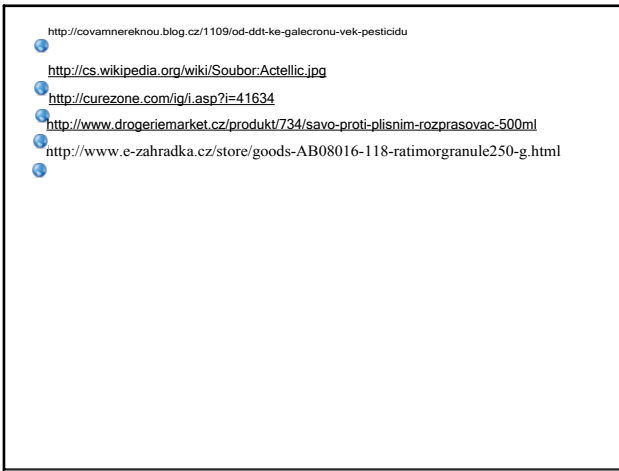 http://covamnereknou.blog.cz/1109/od-ddt-ke-galecronu-vek-pesticidu
http://cs.wikipedia.org/wiki/Soubor:Actellic.jpg
http://curezone.com/ig/i.asp?i=41634
http://www.drogeriemarket.cz/produkt/734/savo-proti-plisnim-rozprasovac-500ml
http://www.e-zahradka.cz/store/goods-AB08016-118-ratimorgranule250-g.html